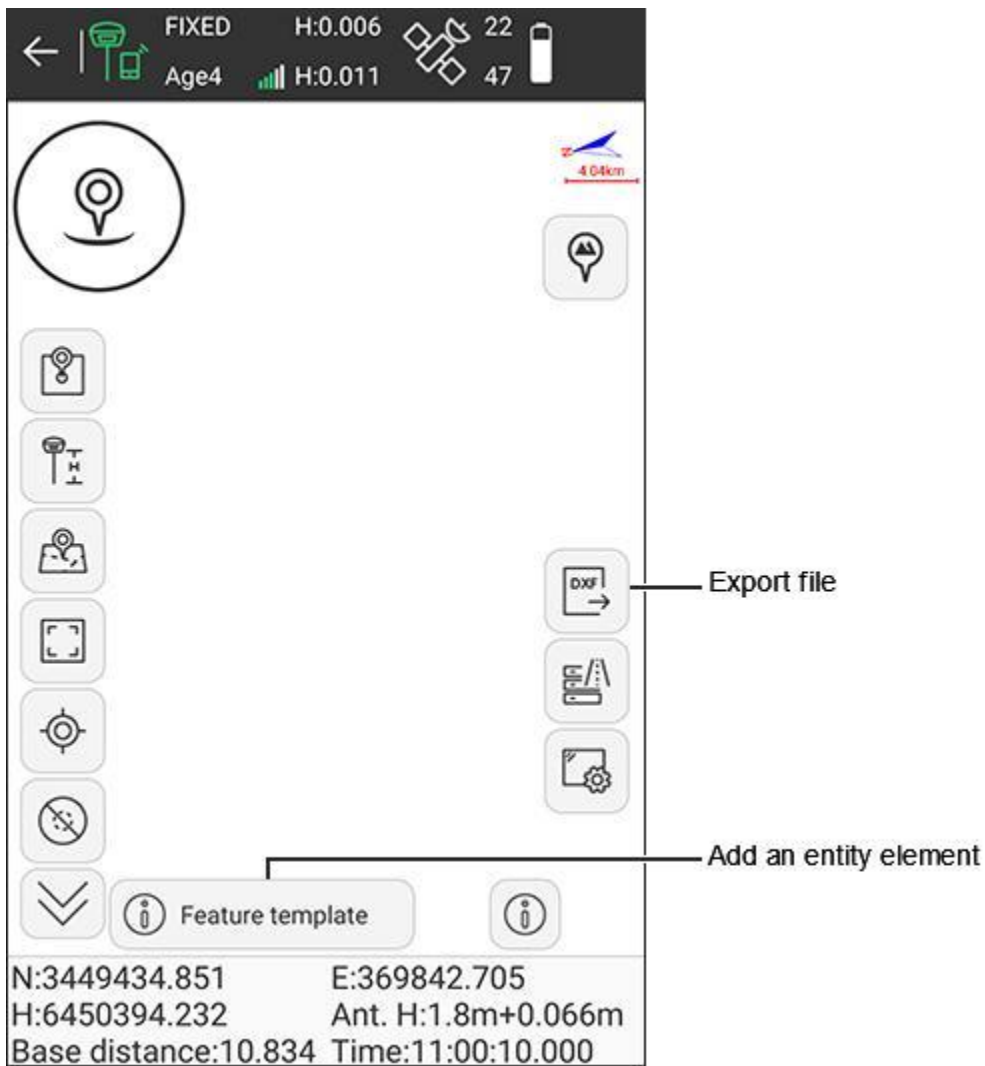 FIXED H:0.006 22
Age4 H:0.011 47
4.04km
DXF
Export file
Add an entity element
Feature template
N:3449434.851 E:369842.705
H:6450394.232 Ant. H:1.8m+0.066m
Base distance:10.834 Time:11:00:10.000